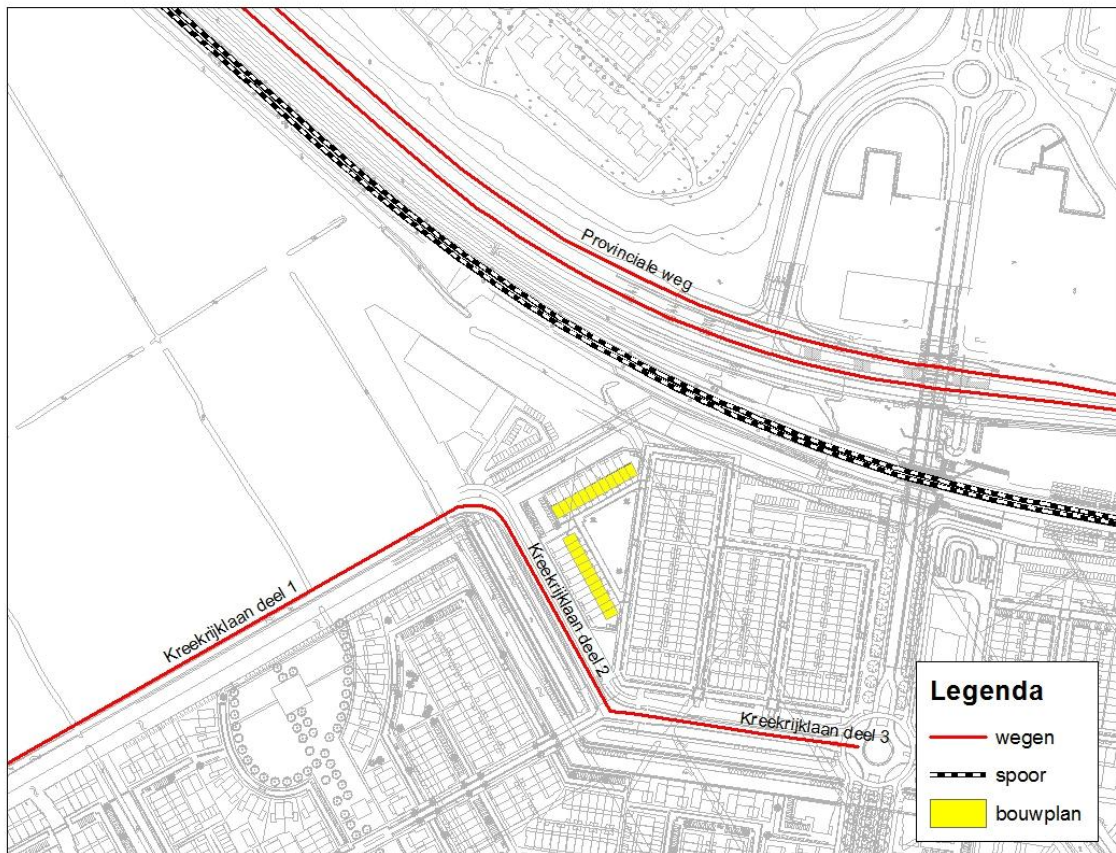 Provinciale weg
Kreekrijklaan deel 1
Kreekrijklaan deel 2
Kreekrijklaan deel 3
Legenda
wegen
spoor
bouwplan